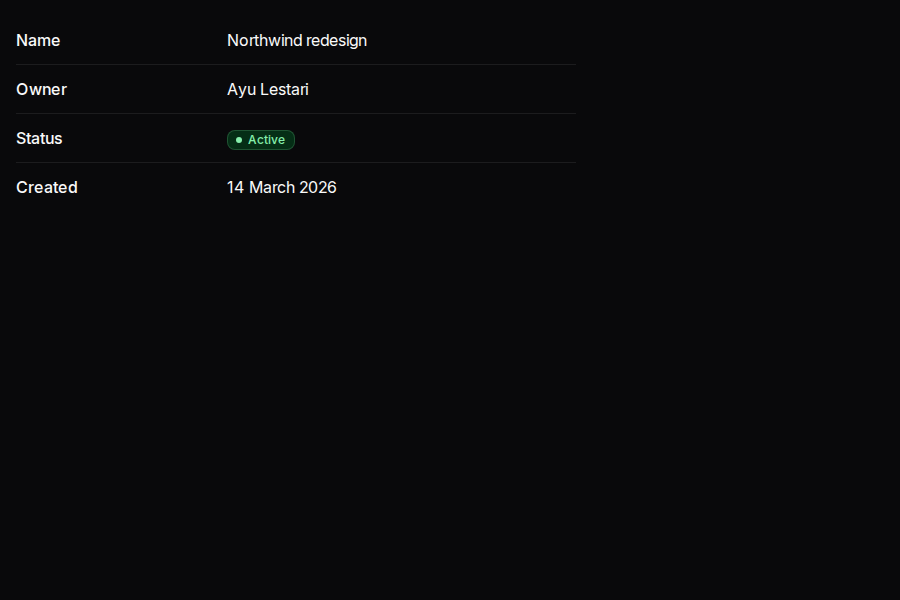 Name Northwind redesign
Owner Ayu Lestari
Status Active
Created 14 March 2026